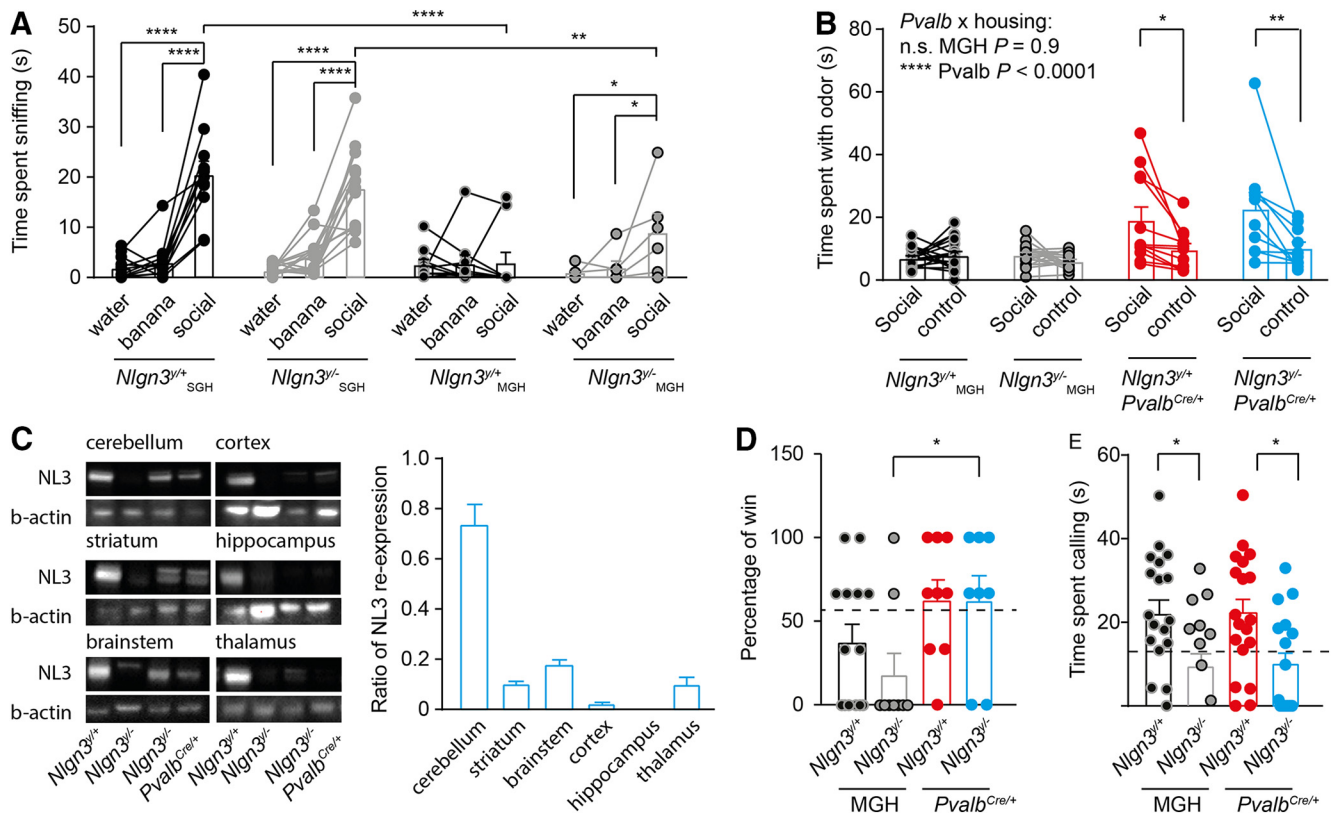 A
Time spent sniffing (s)
50
40
30
20
10
0
****
****
****
****
****
**
*
*
water
banana
social
water
banana
social
water
banana
social
water
banana
social
Nlgn3y/+SGH
Nlgn3y/-SGH
Nlgn3y/+MGH
Nlgn3y/-MGH
B
Pvalb x housing:
n.s. MGH P = 0.9
**** Pvalb P < 0.0001
Time spent with odor (s)
80
60
40
20
0
*
**
Social
control
Social
control
Social
control
Social
control
Nlgn3y/+MGH
Nlgn3y/-MGH
Nlgn3y/+
PvalbCre/+
Nlgn3y/-
PvalbCre/+
C
cerebellum
cortex
NL3
b-actin
striatum
hippocampus
NL3
b-actin
brainstem
thalamus
NL3
b-actin
Nlgn3y/+
Nlgn3y/-
Nlgn3y/-
PvalbCre/+
Nlgn3y/+
Nlgn3y/-
Nlgn3y/-
PvalbCre/+
Ratio of NL3 re-expression
1.0
0.8
0.6
0.4
0.2
0
cerebellum
striatum
brainstem
cortex
hippocampus
thalamus
D
Percentage of win
150
100
50
0
*
Nlgn3y/+
Nlgn3y/-
Nlgn3y/+
Nlgn3y/-
MGH
PvalbCre/+
E
Time spent calling (s)
60
40
20
0
*
*
Nlgn3y/+
Nlgn3y/-
Nlgn3y/+
Nlgn3y/-
MGH
PvalbCre/+